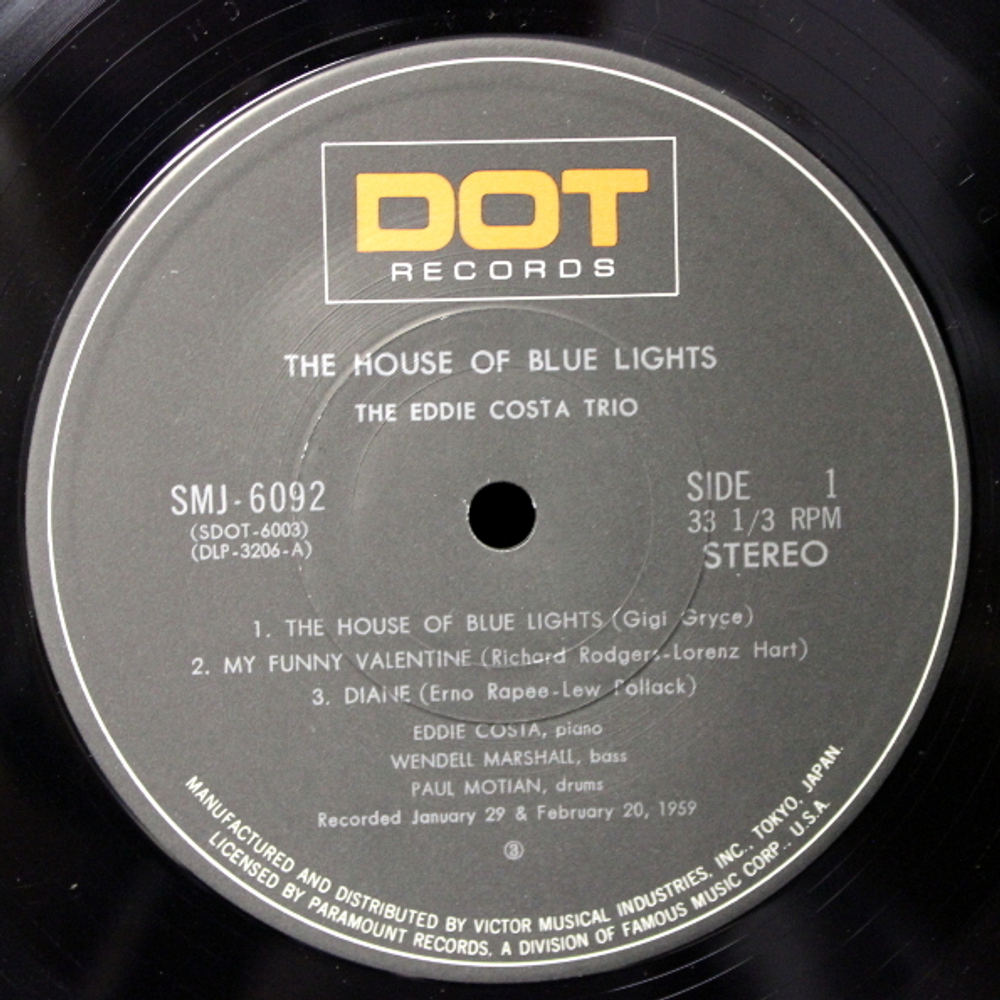 DOT
RECORDS
THE HOUSE OF BLUE LIGHTS
THE EDDIE COSTA TRIO
SMJ-6092
(SDOT-6003)
(DLP-3206-A)
SIDE 1
33 1/3 RPM
STEREO
1. THE HOUSE OF BLUE LIGHTS (Gigi Gryce)
2. MY FUNNY VALENTINE (Richard Rodgers-Lorenz Hart)
3. DIANE (Erno Rapee-Lew Pollack)
EDDIE COSTA, piano
WENDELL MARSHALL, bass
PAUL MOTIAN, drums
Recorded January 29 & February 20, 1959
③
MANUFACTURED AND DISTRIBUTED BY VICTOR MUSICAL INDUSTRIES, INC., TOKYO, JAPAN.
LICENSED BY PARAMOUNT RECORDS, A DIVISION OF FAMOUS MUSIC CORP., U.S.A.